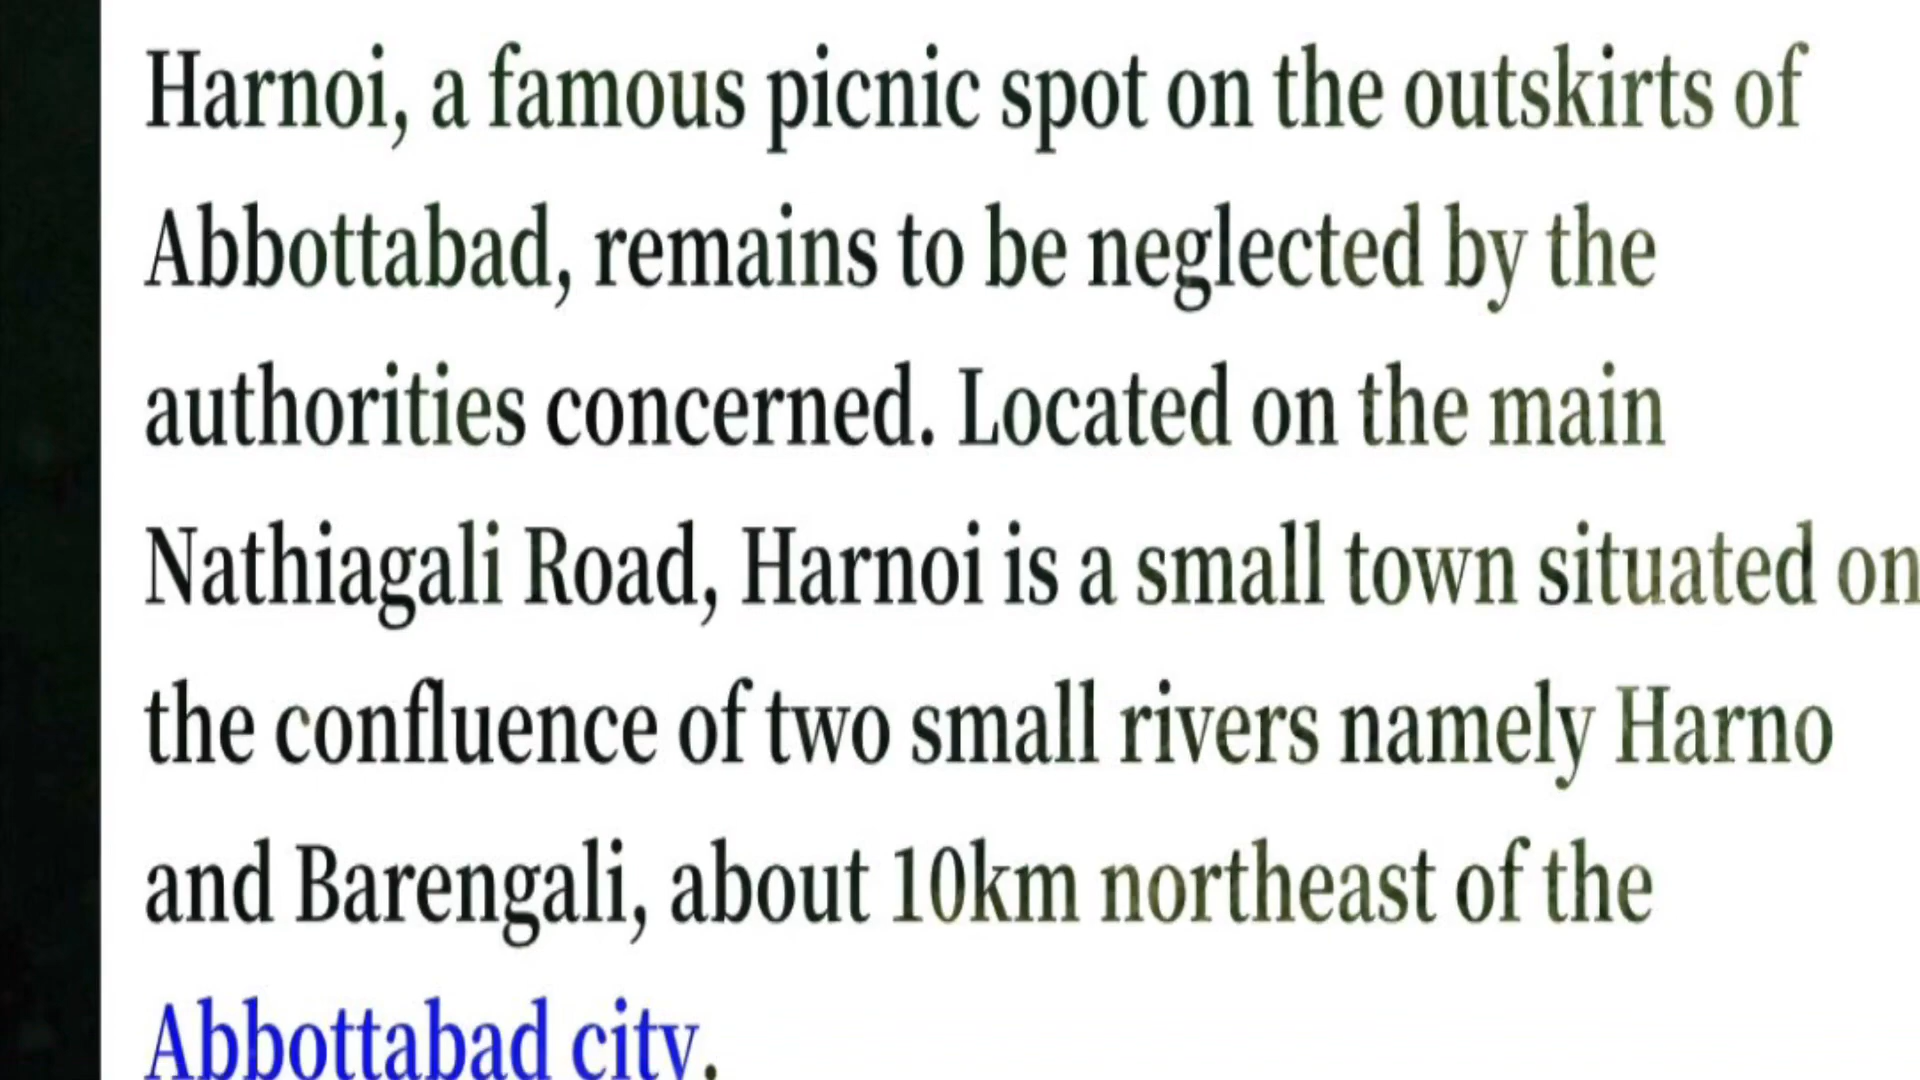 Harnoi, a famous picnic spot on the outskirts of
Abbottabad, remains to be neglected by the
authorities concerned. Located on the main
Nathiagali Road, Harnoi is a small town situated on
the confluence of two small rivers namely Harno
and Barengali, about 10km northeast of the
Abbottabad city.